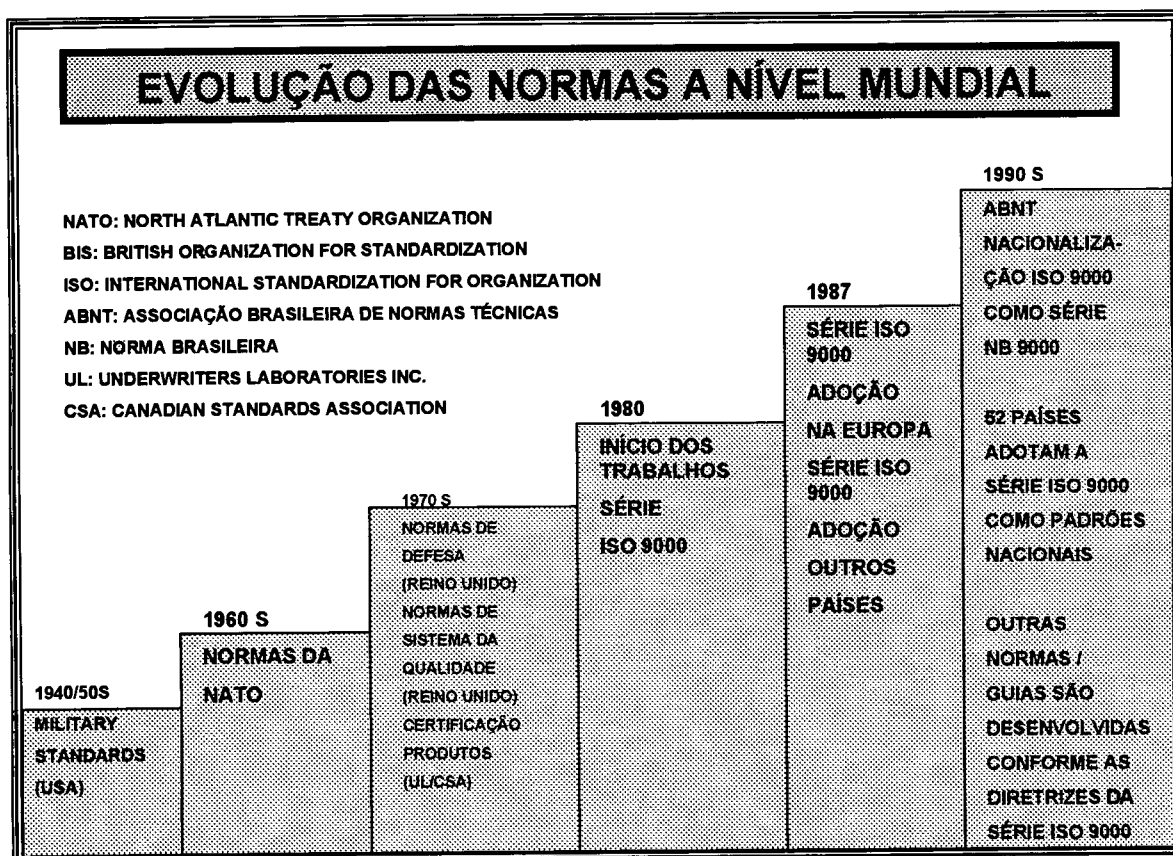 EVOLUÇÃO DAS NORMAS A NÍVEL MUNDIAL
NATO: NORTH ATLANTIC TREATY ORGANIZATION
BIS: BRITISH ORGANIZATION FOR STANDARDIZATION
ISO: INTERNATIONAL STANDARDIZATION FOR ORGANIZATION
ABNT: ASSOCIAÇÃO BRASILEIRA DE NORMAS TÉCNICAS
NB: NORMA BRASILEIRA
UL: UNDERWRITERS LABORATORIES INC.
CSA: CANADIAN STANDARDS ASSOCIATION
1940/50S
MILITARY
STANDARDS
(USA)
1960 S
NORMAS DA
NATO
1970 S
NORMAS DE
DEFESA
(REINO UNIDO)
NORMAS DE
SISTEMA DA
QUALIDADE
(REINO UNIDO)
CERTIFICAÇÃO
PRODUTOS
(UL/CSA)
1980
INÍCIO DOS
TRABALHOS
SÉRIE
ISO 9000
1987
SÉRIE ISO
9000
ADOÇÃO
NA EUROPA
SÉRIE ISO
9000
ADOÇÃO
OUTROS
PAÍSES
1990 S
ABNT
NACIONALIZA-
ÇÃO ISO 9000
COMO SÉRIE
NB 9000
PAÍSES
ADOTAM A
SÉRIE ISO 9000
COMO PADRÕES
NACIONAIS
OUTRAS
NORMAS /
GUIAS SÃO
DESENVOLVIDAS
CONFORME AS
DIRETRIZES DA
SÉRIE ISO 9000